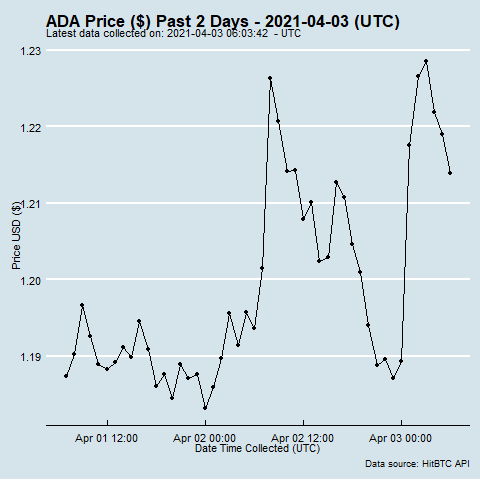 ADA Price ($) Past 2 Days - 2021-04-03 (UTC)
Latest data collected on: 2021-04-03 06:03:42 - UTC
1.23
1.22
1.21
1.20
1.19
Price USD ($)
Apr 01 12:00
Apr 02 00:00
Apr 02 12:00
Apr 03 00:00
Date Time Collected (UTC)
Data source: HitBTC API